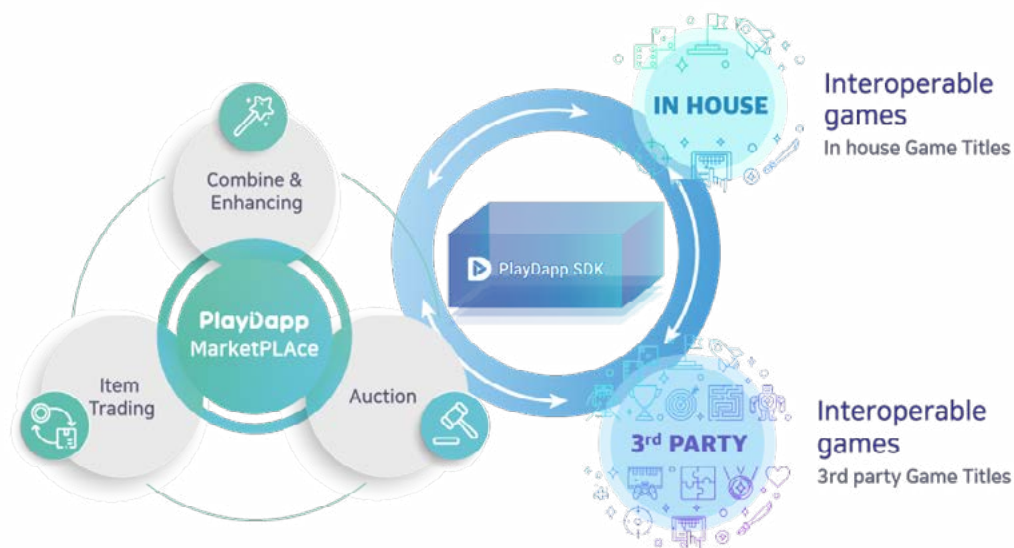 Combine &
Enhancing
PlayDapp
MarketPLAce
Item
Trading
Auction
PlayDapp SDK
IN HOUSE
Interoperable
games
In house Game Titles
3rd PARTY
Interoperable
games
3rd party Game Titles